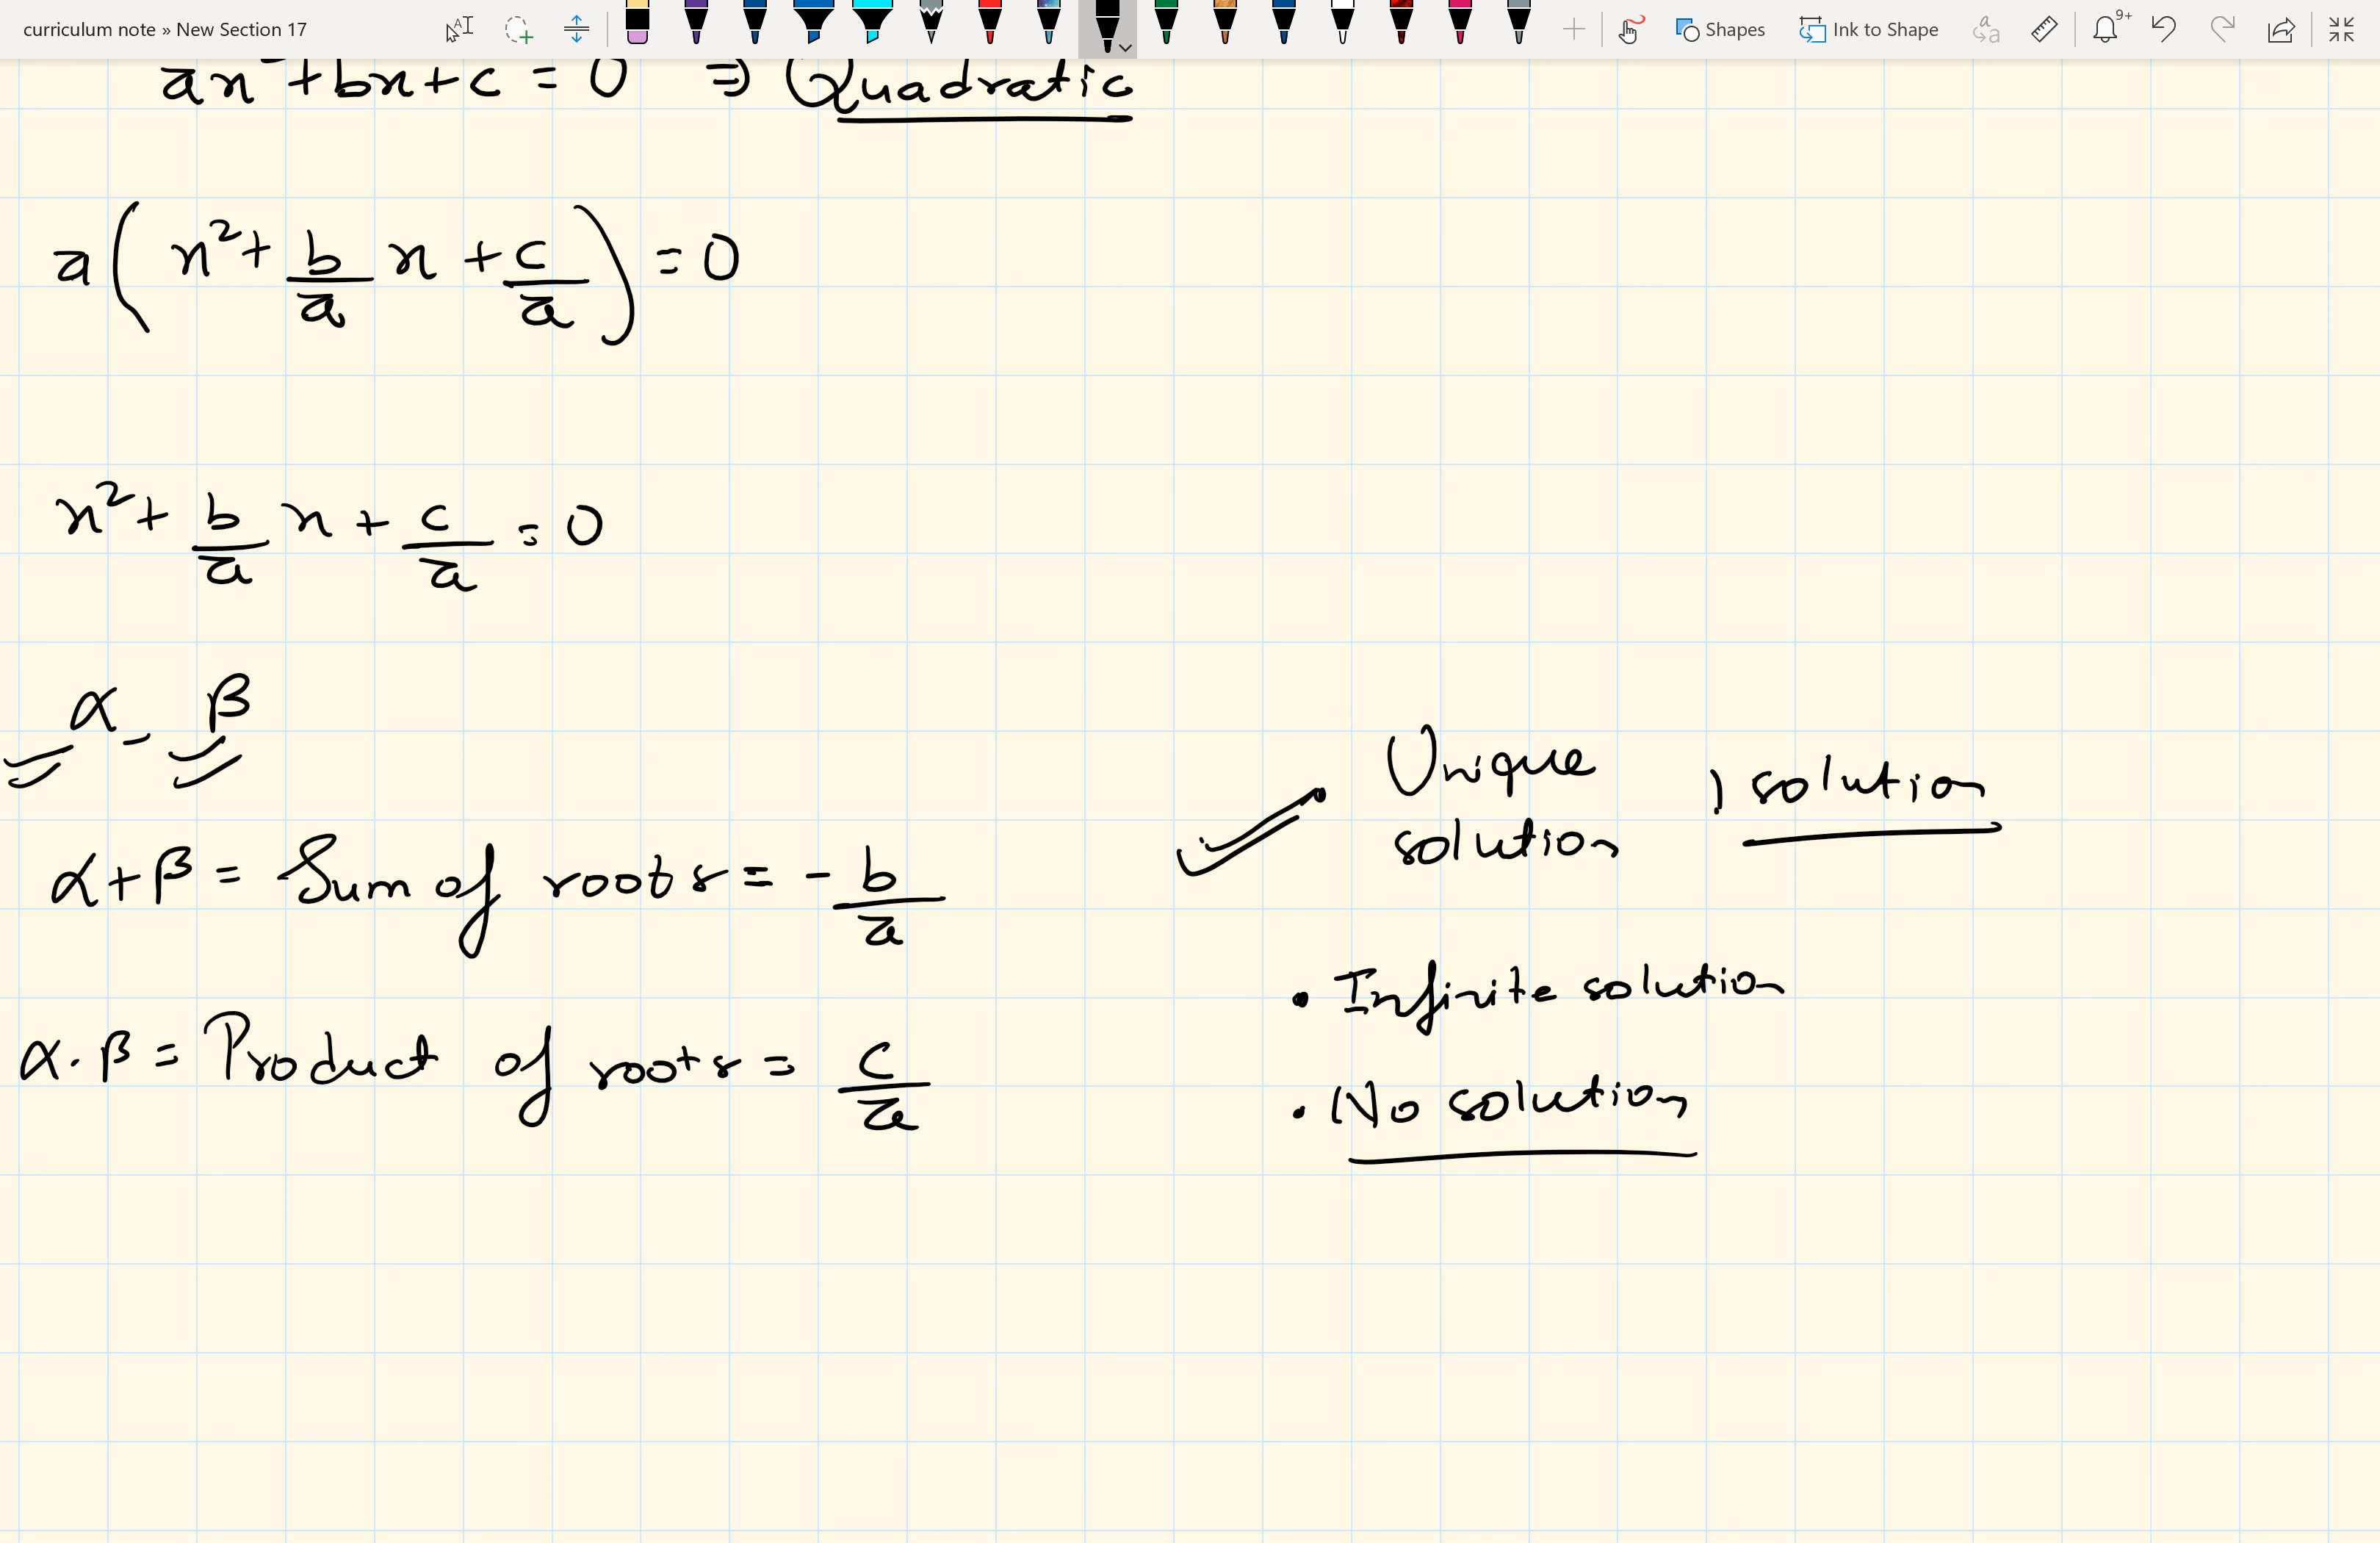 curriculum note » New Section 17
Shapes
Ink to Shape
9+
ax²+bx+c = 0 ⇒ Quadratic
a(x²+ b/a x + c/a) = 0
x²+ b/a x + c/a = 0
α, β
α+β = Sum of roots = -b/a
α.β = Product of roots = c/a
Unique 1 solution
solution
• Infinite solution
• No solution